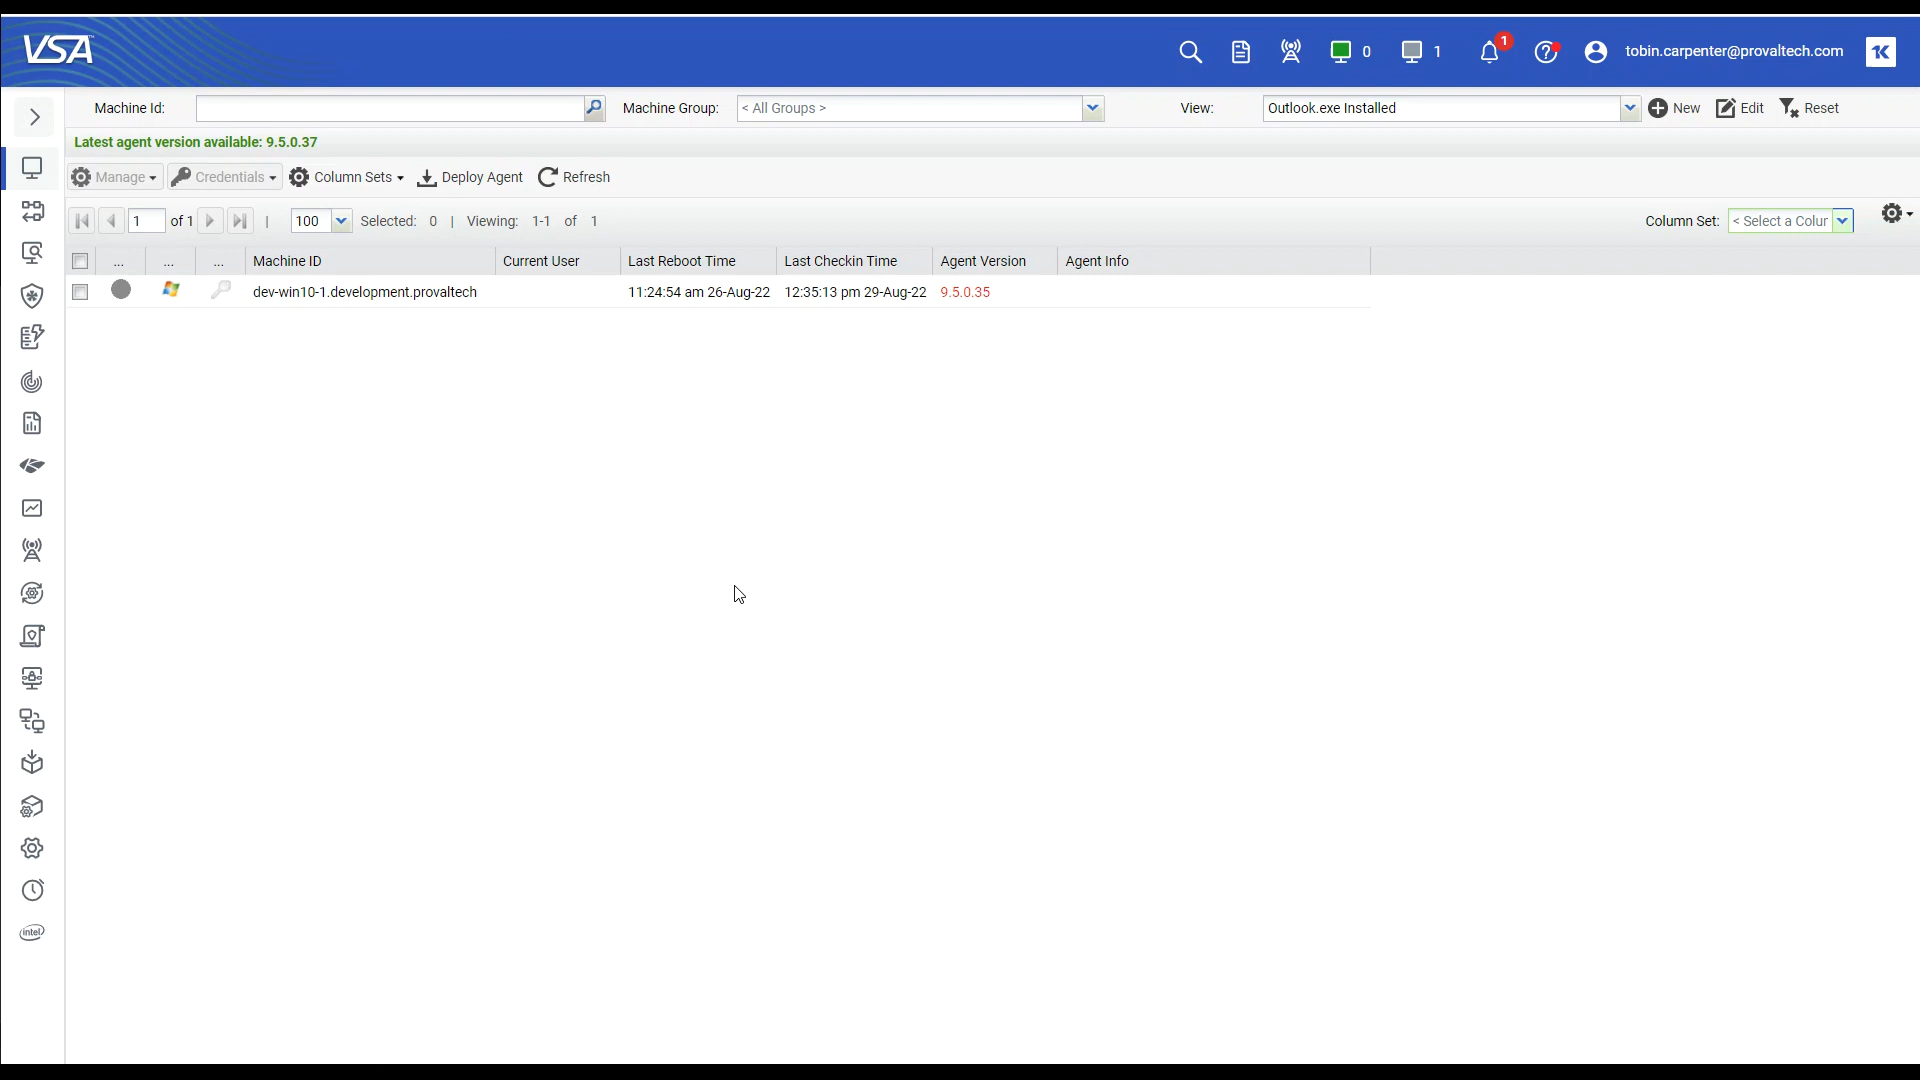 VSA
0
1
1
tobin.carpenter@provaltech.com
Machine Id:
Machine Group:
< All Groups >
View:
Outlook.exe Installed
New
Edit
Reset
Latest agent version available: 9.5.0.37
Manage
Credentials
Column Sets
Deploy Agent
Refresh
1 of 1 | 100 Selected: 0 | Viewing: 1-1 of 1
Column Set: < Select a Colur
... ... ... Machine ID Current User Last Reboot Time Last Checkin Time Agent Version Agent Info
dev-win10-1.development.provaltech 11:24:54 am 26-Aug-22 12:35:13 pm 29-Aug-22 9.5.0.35
intel